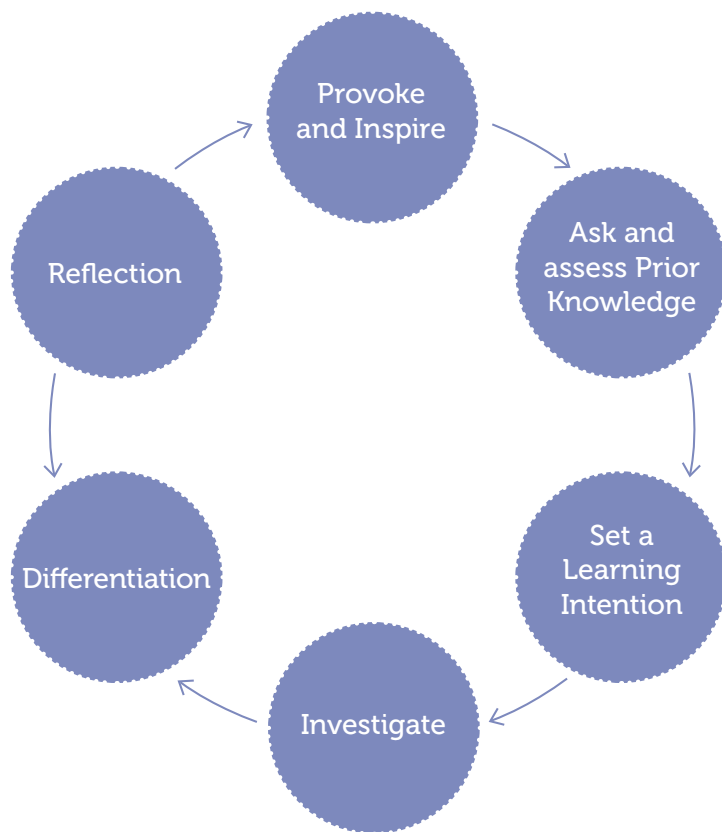 Provoke
and Inspire
Ask and
assess Prior
Knowledge
Set a
Learning
Intention
Investigate
Differentiation
Reflection